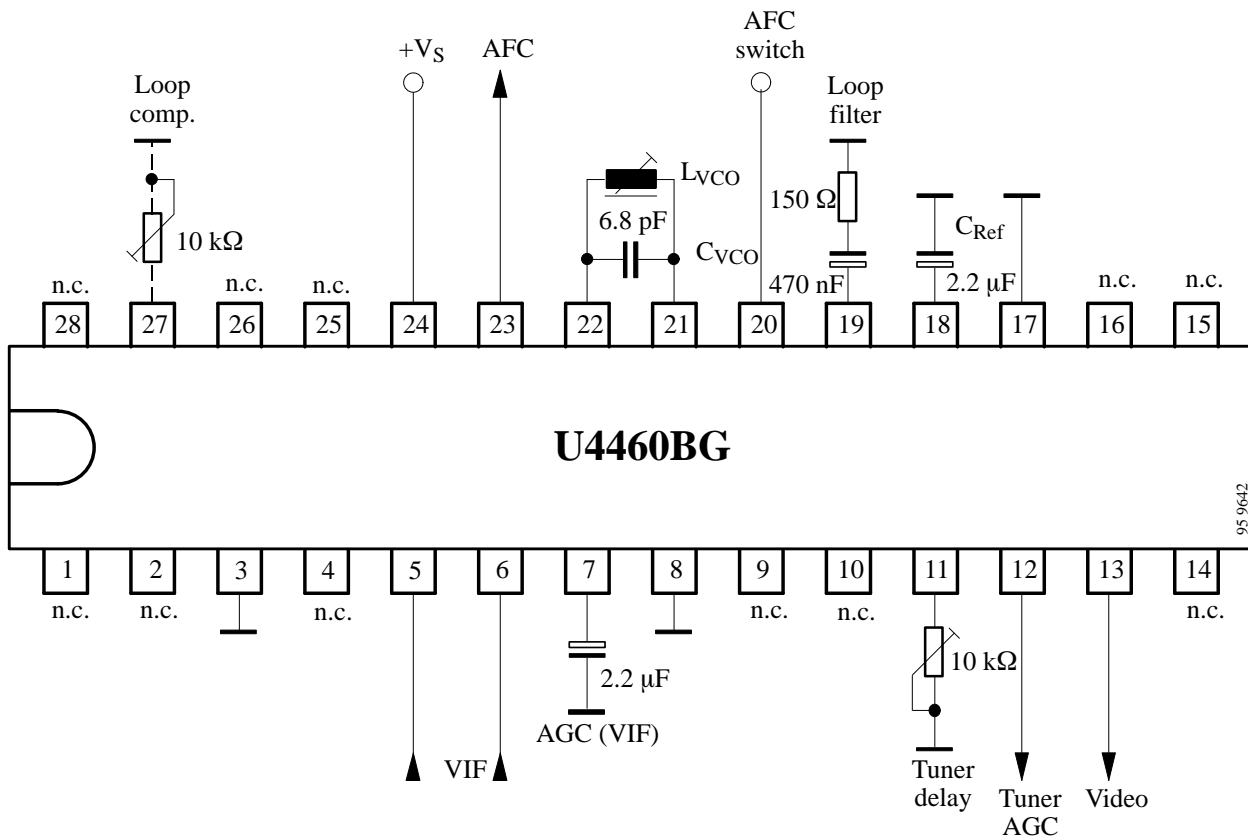 AFC
switch
+VS
AFC
Loop
comp.
Loop
filter
LVCO
150 Ω
6.8 pF
10 kΩ
CVCO
CRef
470 nF
2.2 µF
n.c.
n.c.
n.c.
n.c.
n.c.
28
27
26
25
24
23
22
21
20
19
18
17
16
15
U4460BG
95 9642
1
2
3
4
5
6
7
8
9
10
11
12
13
14
n.c.
n.c.
n.c.
n.c.
n.c.
n.c.
10 kΩ
2.2 µF
AGC (VIF)
VIF
Tuner
delay
Tuner
AGC
Video